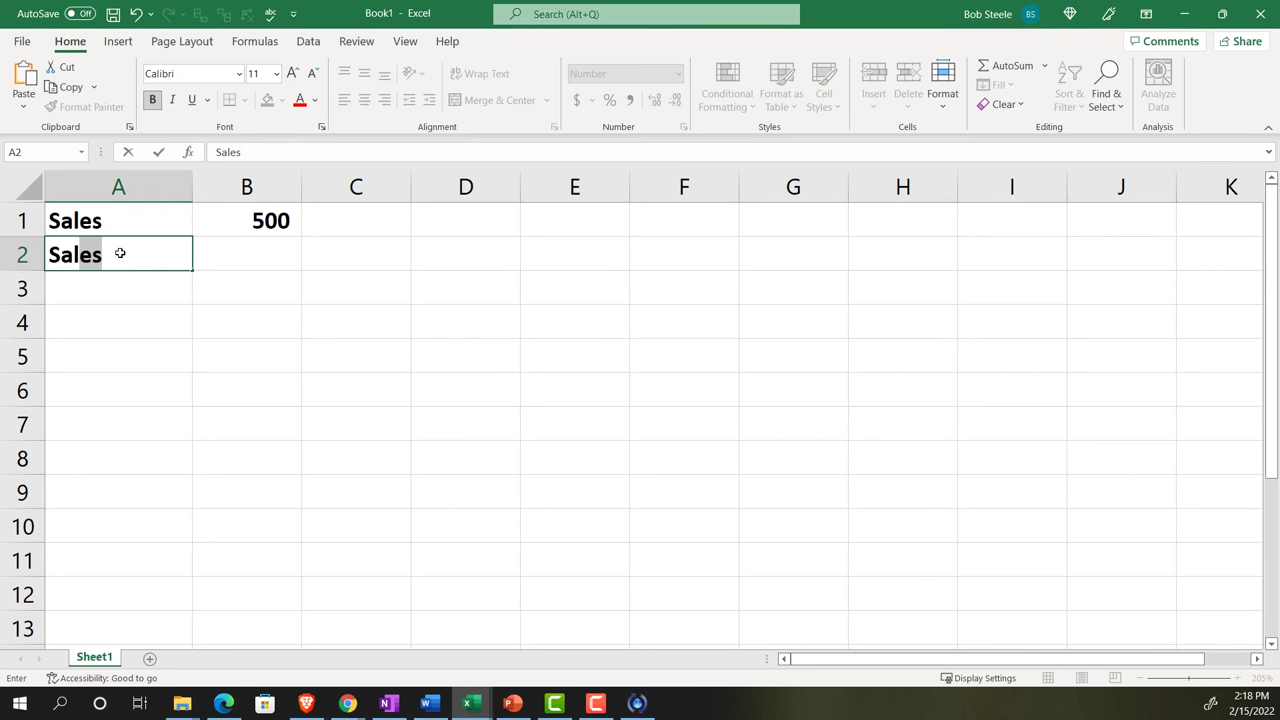 AutoSave Off Book1 - Excel Search (Alt+Q) Bob Steele BS
File Home Insert Page Layout Formulas Data Review View Help Comments Share
Paste Cut Copy Format Painter
Calibri 11 B I U A
Wrap Text
Merge & Center
Number
$ % ,
Conditional Formatting
Format as Table
Cell Styles
Insert Delete Format
AutoSum Fill Clear
Sort & Filter
Find & Select
Analyze Data
Clipboard Font Alignment Number Styles Cells Editing Analysis
A2 fx Sales
A B C D E F G H I J K
1 Sales 500
2 Sales
3
4
5
6
7
8
9
10
11
12
13
Sheet1
Enter Accessibility: Good to go Display Settings 205%
2:18 PM
2/15/2022